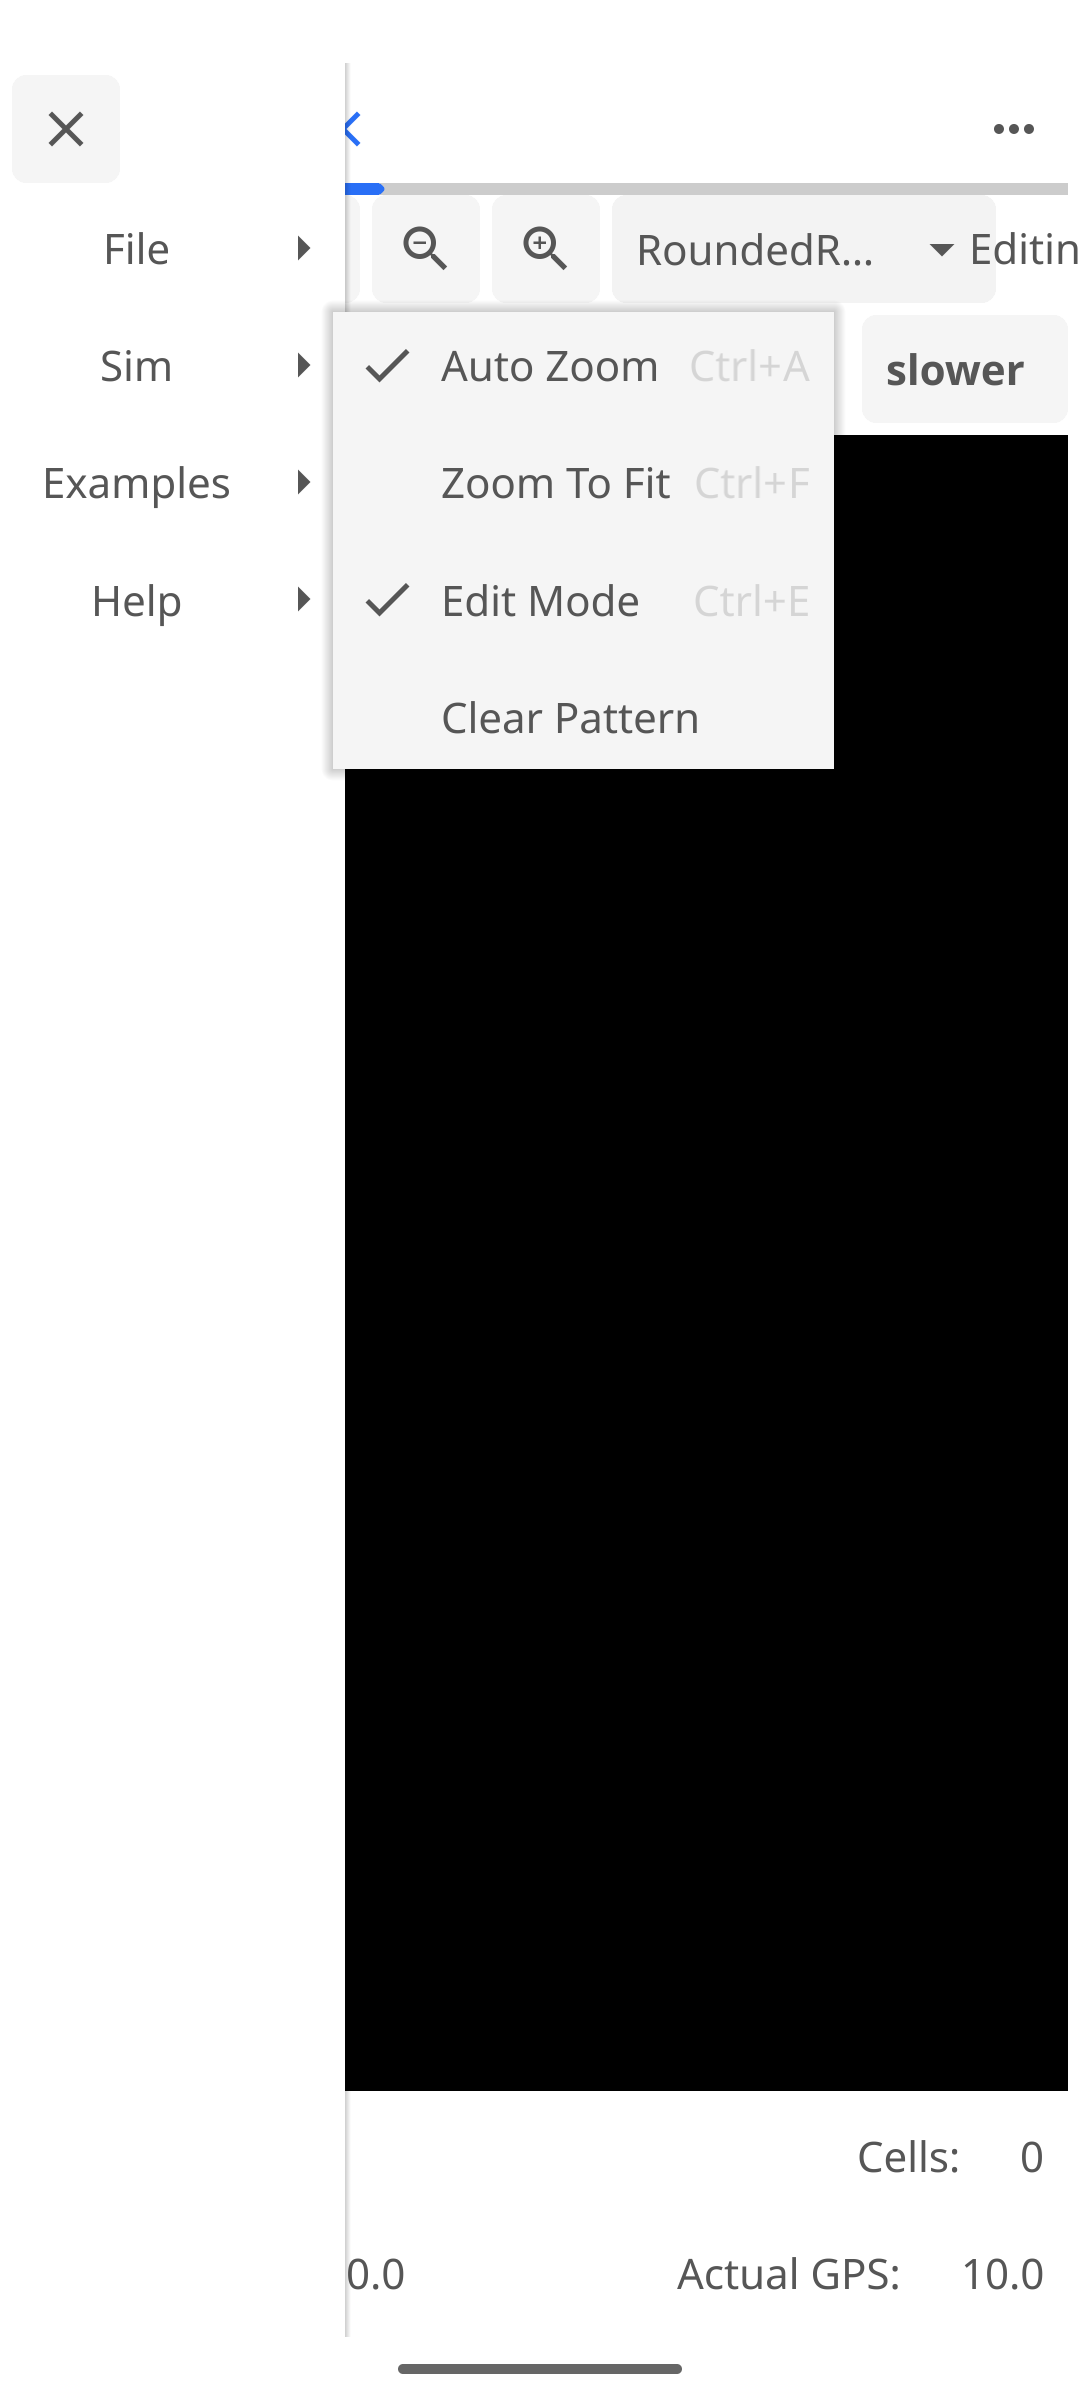 File
RoundedR...
Editin
Sim
Auto Zoom Ctrl+A
slower
Examples
Zoom To Fit Ctrl+F
Help
Edit Mode Ctrl+E
Clear Pattern
Cells: 0
0.0
Actual GPS: 10.0